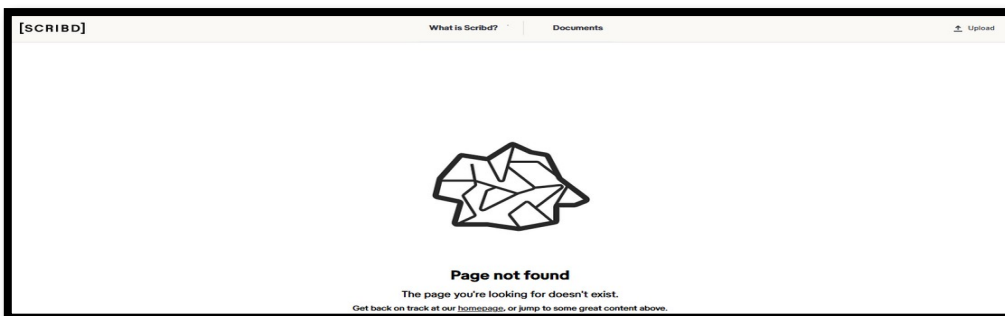 [SCRIBD]
What is Scribd?
Documents
Upload
Page not found
The page you're looking for doesn't exist.
Get back on track at our homepage, or jump to some great content above.